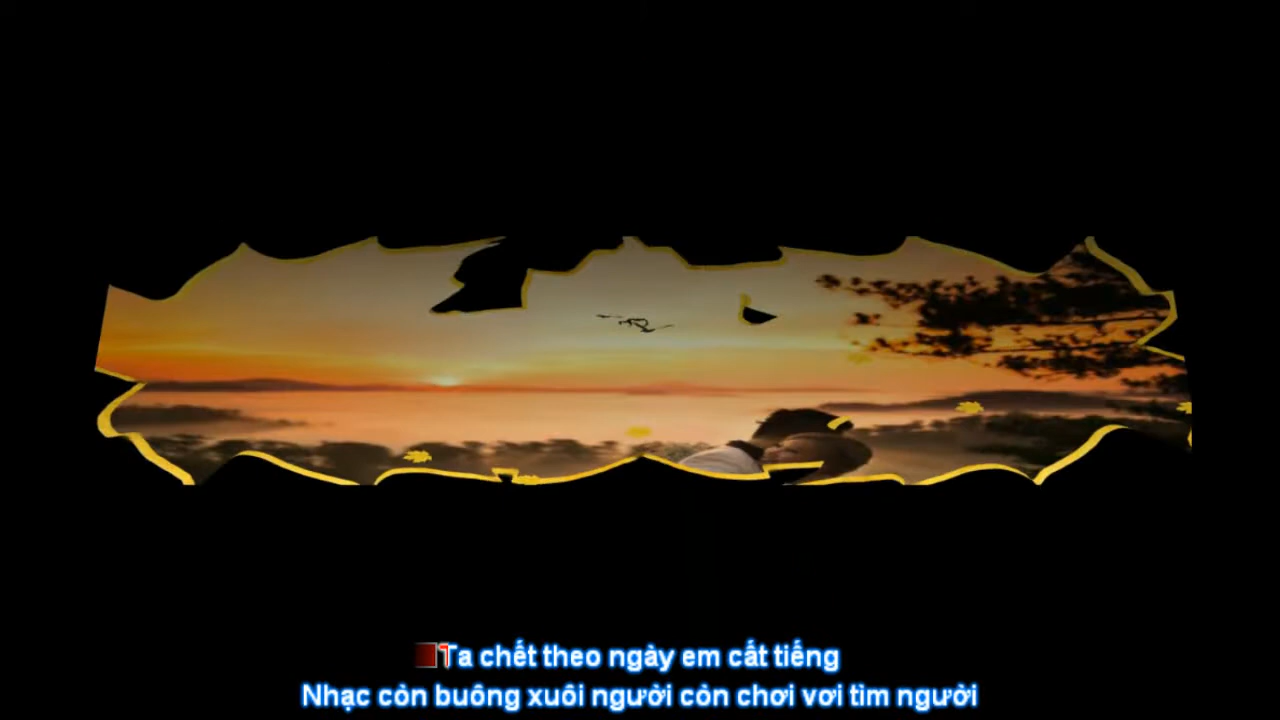 Ta chết theo ngày em cất tiếng
Nhạc còn buông xuôi người còn chơi vơi tìm người